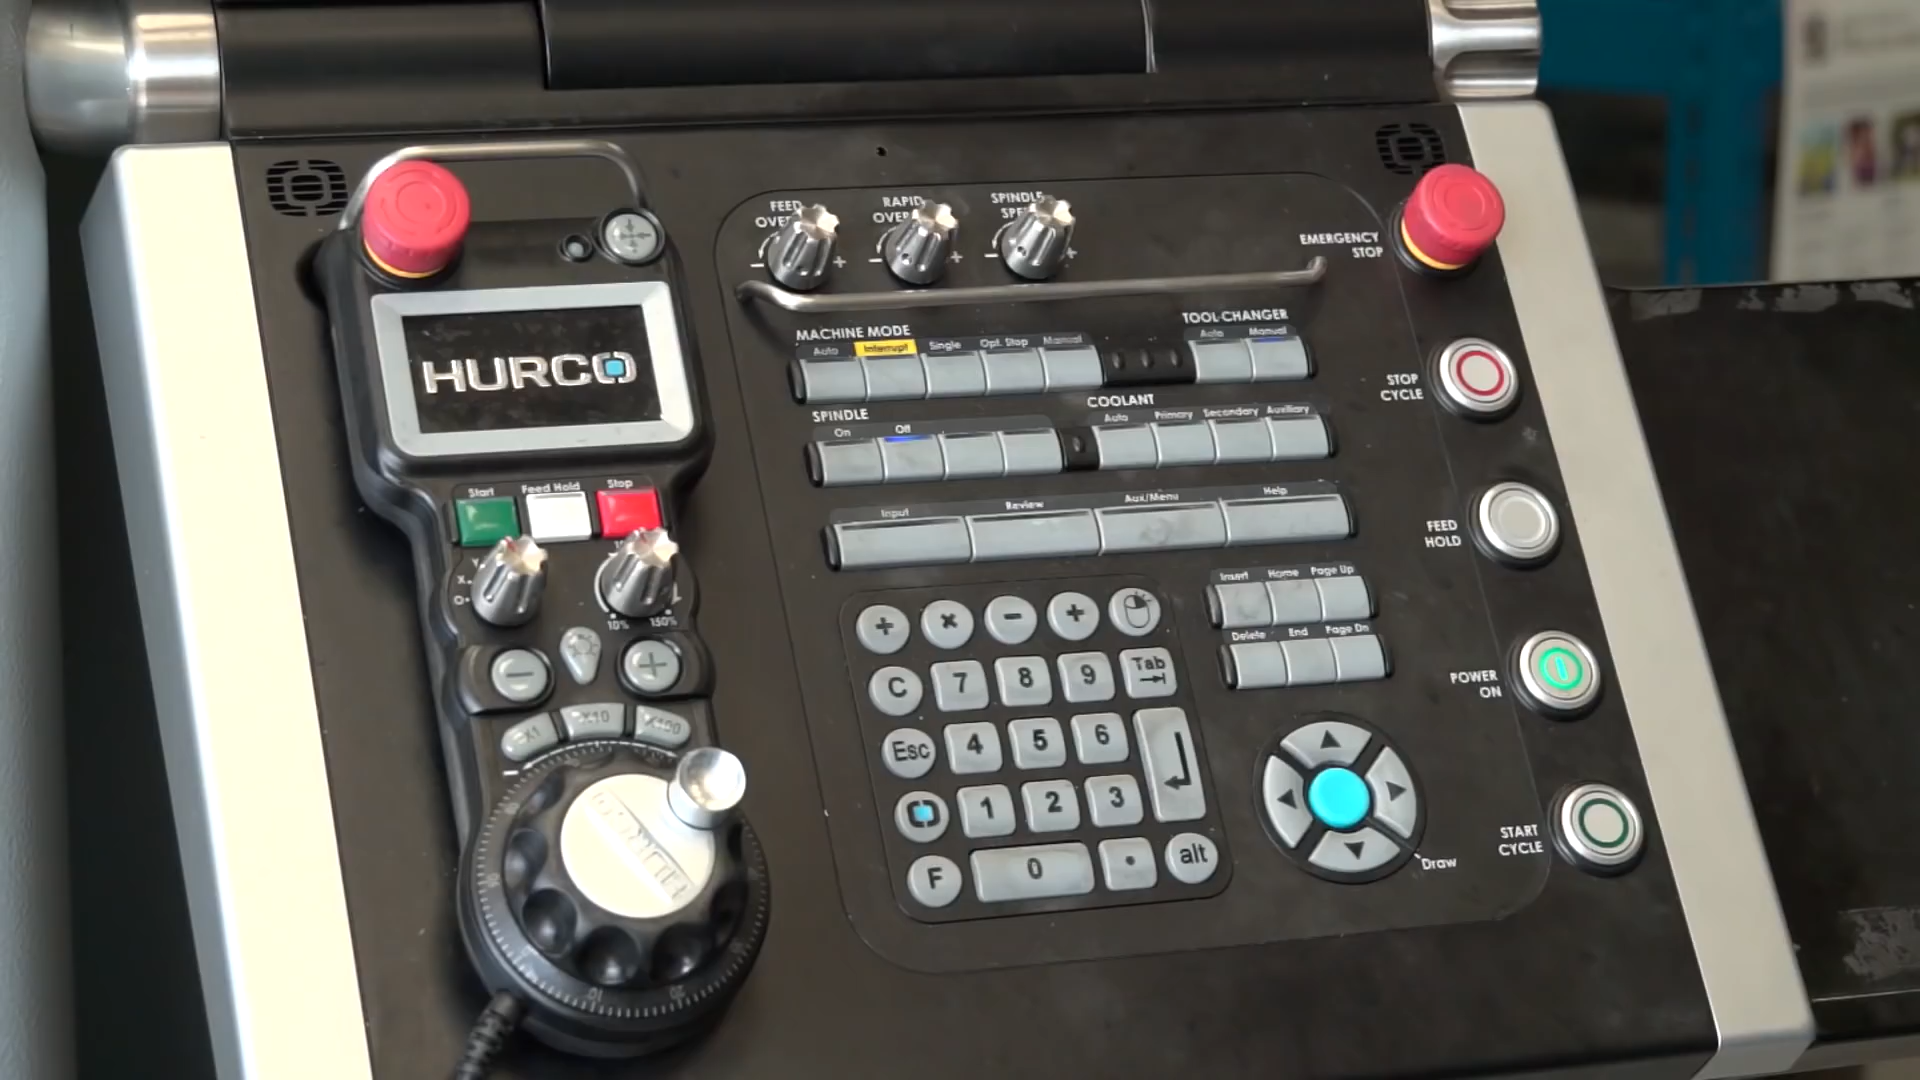 FEED
RAPID
SPINDLE
EMERGENCY
STOP
HURCO
MACHINE MODE
Auto
Interrupt
Single
Opt. Stop
Manual
TOOL CHANGER
Auto
Manual
STOP
CYCLE
SPINDLE
On
Off
COOLANT
Auto
Primary
Secondary
Auxiliary
Start
Feed Hold
Stop
Input
Review
Aux/Menu
Help
FEED
HOLD
X
10%
150%
Insert
Home
Page Up
Delete
End
Page Dn
+
×
−
+
C
7
8
9
Tab
Esc
4
5
6
1
2
3
F
0
.
alt
−
+
X1
X10
X100
HURCO
10
20
POWER
ON
START
CYCLE
Draw